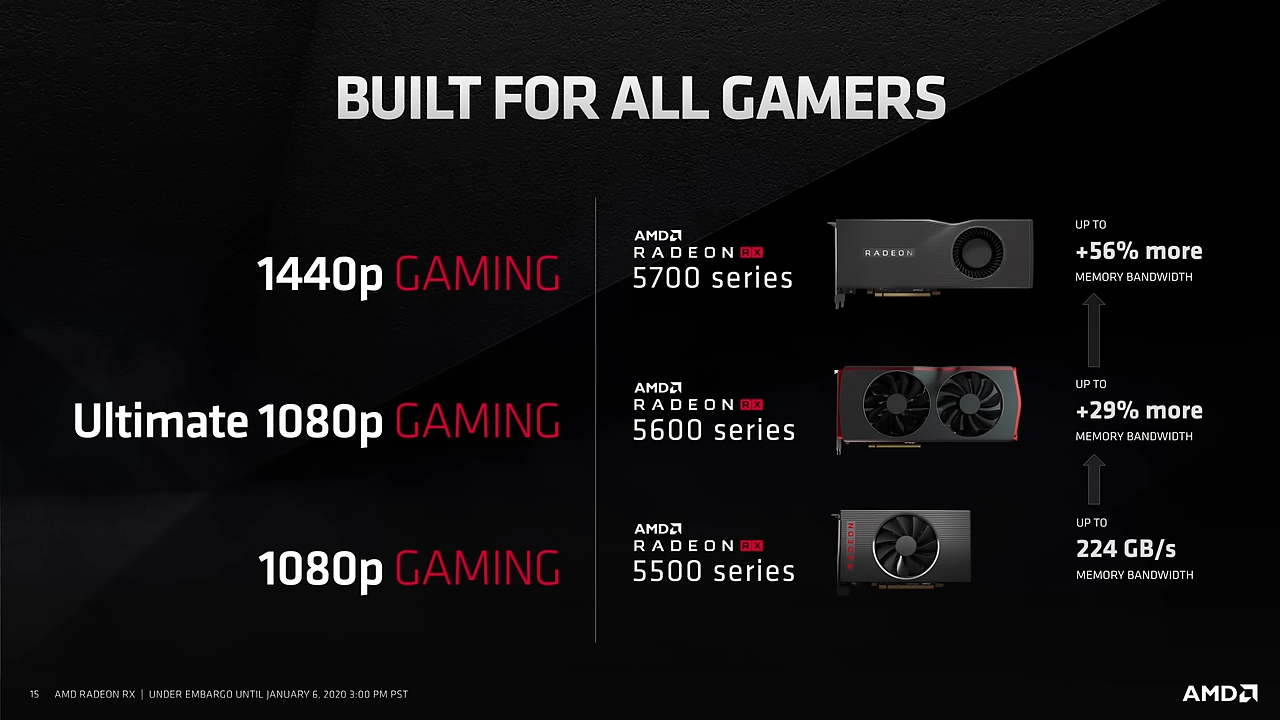 BUILT FOR ALL GAMERS
1440p GAMING
AMD
RADEON RX
5700 series
RADEON
UP TO
+56% more
MEMORY BANDWIDTH
Ultimate 1080p GAMING
AMD
RADEON RX
5600 series
UP TO
+29% more
MEMORY BANDWIDTH
1080p GAMING
AMD
RADEON RX
5500 series
RADEON
UP TO
224 GB/s
MEMORY BANDWIDTH
15 AMD RADEON RX | UNDER EMBARGO UNTIL JANUARY 6, 2020 3:00 PM PST
AMD